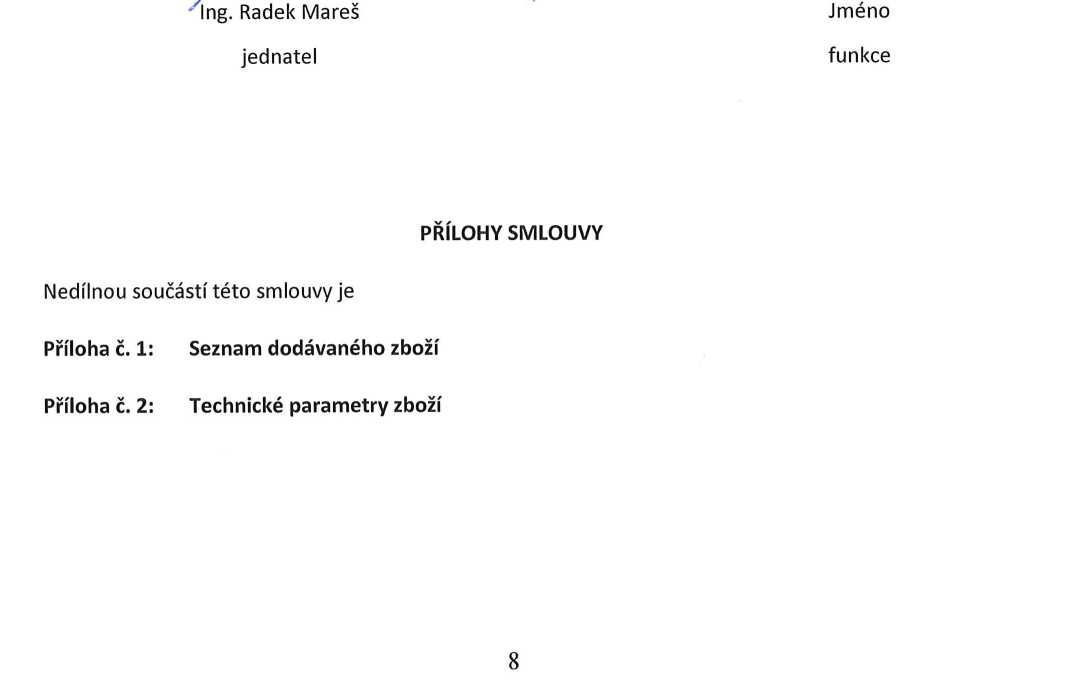 Ing. Radek Mareš Jméno
jednatel funkce
PŘÍLOHY SMLOUVY
Nedílnou součástí této smlouvy je
Příloha č. 1: Seznam dodávaného zboží
Příloha č. 2: Technické parametry zboží
8